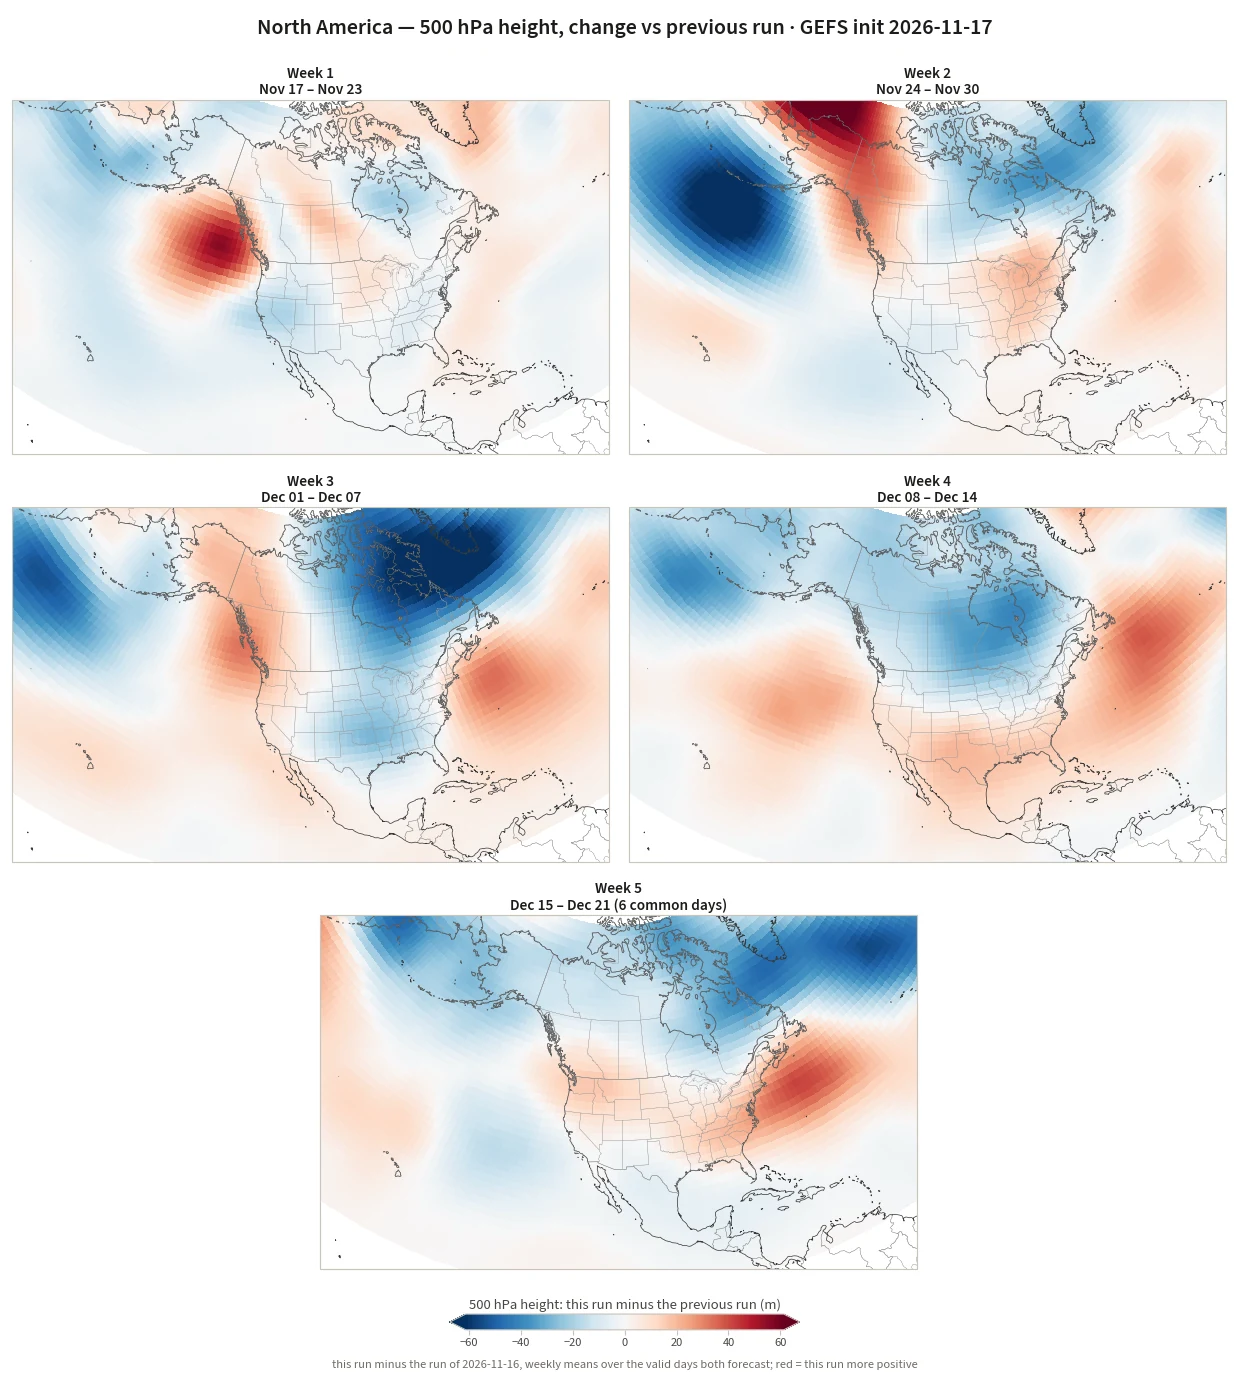 North America — 500 hPa height, change vs previous run · GEFS init 2026-11-17
Week 1
Nov 17 – Nov 23
Week 2
Nov 24 – Nov 30
Week 3
Dec 01 – Dec 07
Week 4
Dec 08 – Dec 14
Week 5
Dec 15 – Dec 21 (6 common days)
500 hPa height: this run minus the previous run (m)
−60 −40 −20 0 20 40 60
this run minus the run of 2026-11-16, weekly means over the valid days both forecast; red = this run more positive